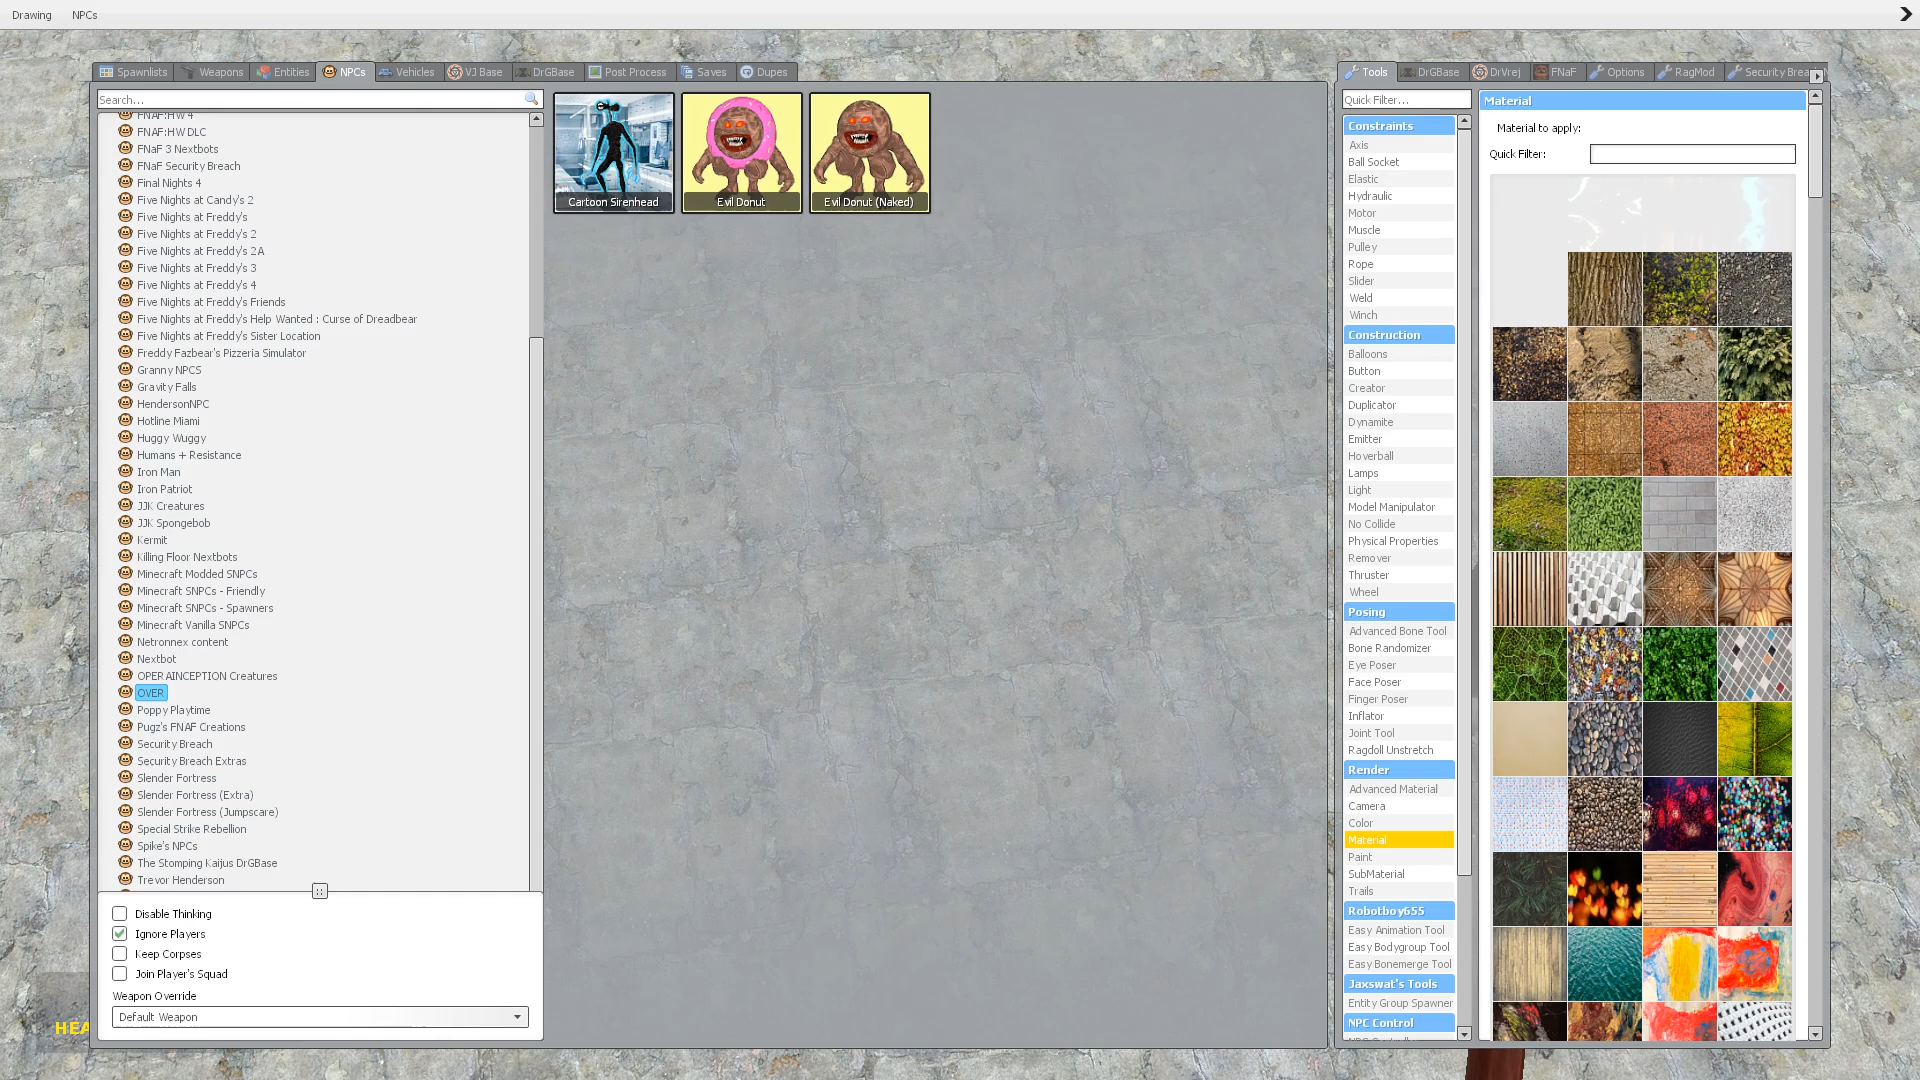 Drawing NPCs
Spawnlists Weapons Entities NPCs Vehicles VJ Base DrGBase Post Process Saves Dupes
Search...
FNAF:HW 4
FNAF:HW DLC
FNaF 3 Nextbots
FNaF Security Breach
Final Nights 4
Five Nights at Candy's 2
Five Nights at Freddy's
Five Nights at Freddy's 2
Five Nights at Freddy's 2A
Five Nights at Freddy's 3
Five Nights at Freddy's 4
Five Nights at Freddy's Friends
Five Nights at Freddy's Help Wanted : Curse of Dreadbear
Five Nights at Freddy's Sister Location
Freddy Fazbear's Pizzeria Simulator
Granny NPCS
Gravity Falls
HendersonNPC
Hotline Miami
Huggy Wuggy
Humans + Resistance
Iron Man
Iron Patriot
JJK Creatures
JJK Spongebob
Kermit
Killing Floor Nextbots
Minecraft Modded SNPCs
Minecraft SNPCs - Friendly
Minecraft SNPCs - Spawners
Minecraft Vanilla SNPCs
Netronnex content
Nextbot
OPERAINCEPTION Creatures
OVER
Poppy Playtime
Pugz's FNAF Creations
Security Breach
Security Breach Extras
Slender Fortress
Slender Fortress (Extra)
Slender Fortress (Jumpscare)
Special Strike Rebellion
Spike's NPCs
The Stomping Kaijus DrGBase
Trevor Henderson
Disable Thinking
Ignore Players
Keep Corpses
Join Player's Squad
Weapon Override
Default Weapon
HEA
Cartoon Sirenhead Evil Donut Evil Donut (Naked)
Tools DrGBase DrVrej FNaF Options RagMod Security Brea
Quick Filter...
Constraints
Axis
Ball Socket
Elastic
Hydraulic
Motor
Muscle
Pulley
Rope
Slider
Weld
Winch
Construction
Balloons
Button
Creator
Duplicator
Dynamite
Emitter
Hoverball
Lamps
Light
Model Manipulator
No Collide
Physical Properties
Remover
Thruster
Wheel
Posing
Advanced Bone Tool
Bone Randomizer
Eye Poser
Face Poser
Finger Poser
Inflator
Joint Tool
Ragdoll Unstretch
Render
Advanced Material
Camera
Color
Material
Paint
SubMaterial
Trails
Robotboy655
Easy Animation Tool
Easy Bodygroup Tool
Easy Bonemerge Tool
Jaxswat's Tools
Entity Group Spawner
NPC Control
Material
Material to apply:
Quick Filter: